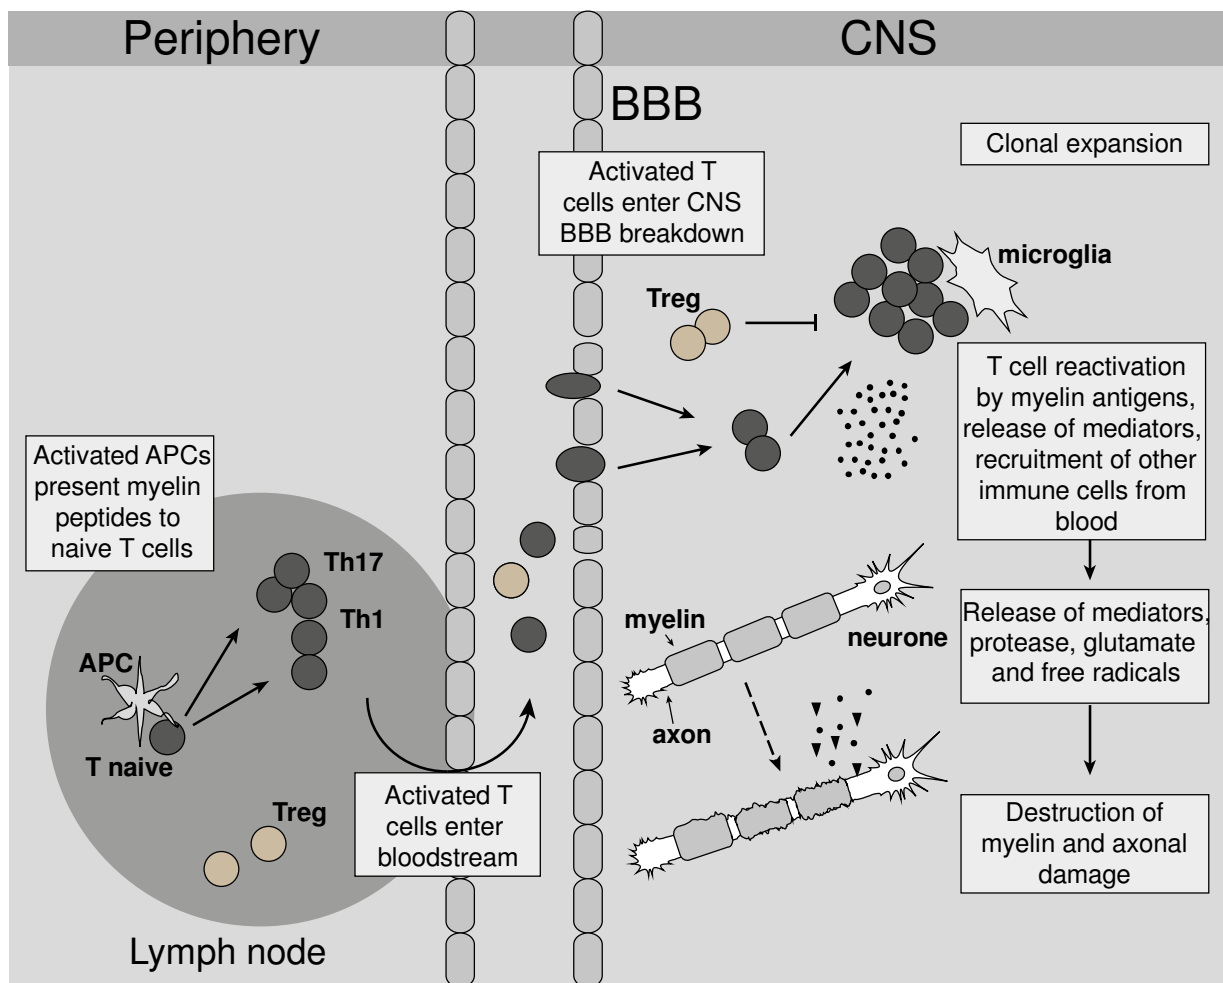 Periphery
CNS
BBB
Clonal expansion
Activated T
cells enter CNS
BBB breakdown
microglia
Treg
T cell reactivation
by myelin antigens,
release of mediators,
recruitment of other
immune cells from
blood
Activated APCs
present myelin
peptides to
naive T cells
Th17
Th1
APC
T naive
Treg
Lymph node
Activated T
cells enter
bloodstream
myelin
neurone
axon
Release of mediators,
protease, glutamate
and free radicals
Destruction of
myelin and axonal
damage